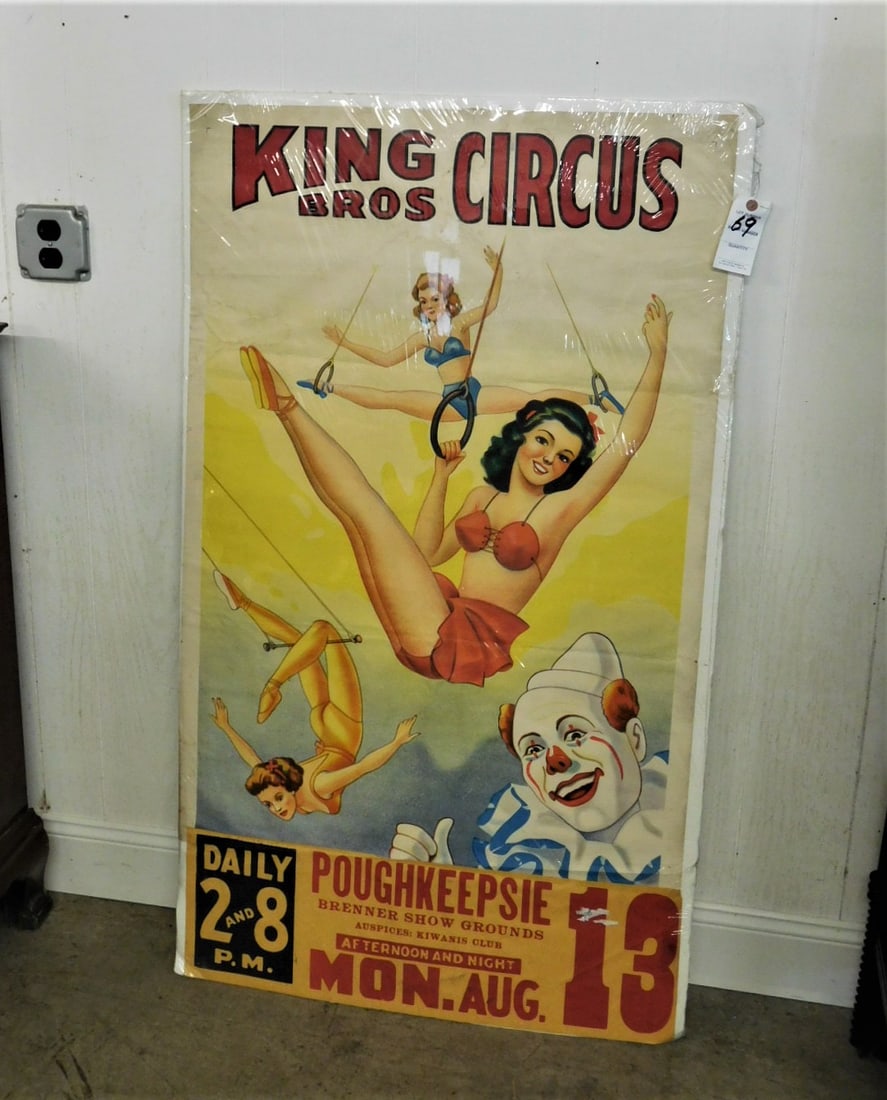 KING BROS CIRCUS
69
DAILY
2 AND 8
P.M.
POUGHKEEPSIE
BRENNER SHOW GROUNDS
AUSPICES: KIWANIS CLUB
AFTERNOON AND NIGHT
MON. AUG. 13